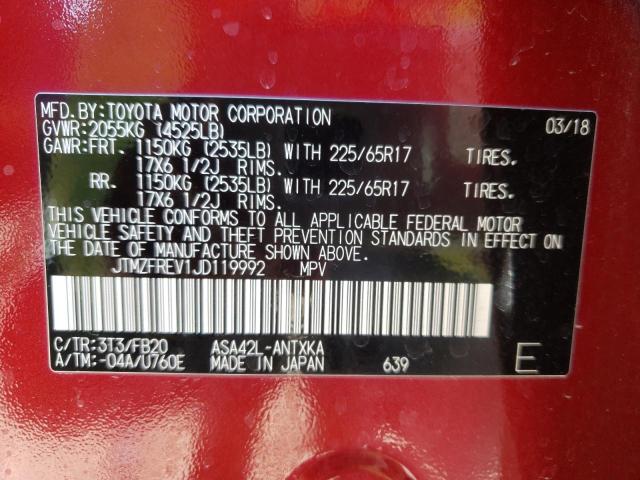 MFD.BY:TOYOTA MOTOR CORPORATION 03/18
GVWR:2055KG (4525LB)
GAWR:FRT. 1150KG (2535LB) WITH 225/65R17 TIRES.
17X6 1/2J RIMS.
RR. 1150KG (2535LB) WITH 225/65R17 TIRES.
17X6 1/2J RIMS.
THIS VEHICLE CONFORMS TO ALL APPLICABLE FEDERAL MOTOR
VEHICLE SAFETY AND THEFT PREVENTION STANDARDS IN EFFECT ON
THE DATE OF MANUFACTURE SHOWN ABOVE.
JTMZFREV1JD119992 MPV
C/TR:3T3/FB20 ASA42L-ANTXKA
A/TM:-04A/U760E MADE IN JAPAN 639 E